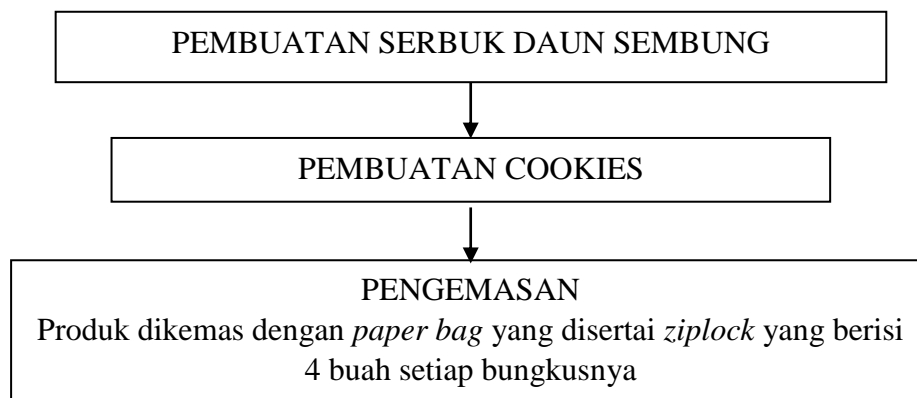 PEMBUATAN SERBUK DAUN SEMBUNG
PEMBUATAN COOKIES
PENGEMASAN
Produk dikemas dengan paper bag yang disertai ziplock yang berisi
4 buah setiap bungkusnya